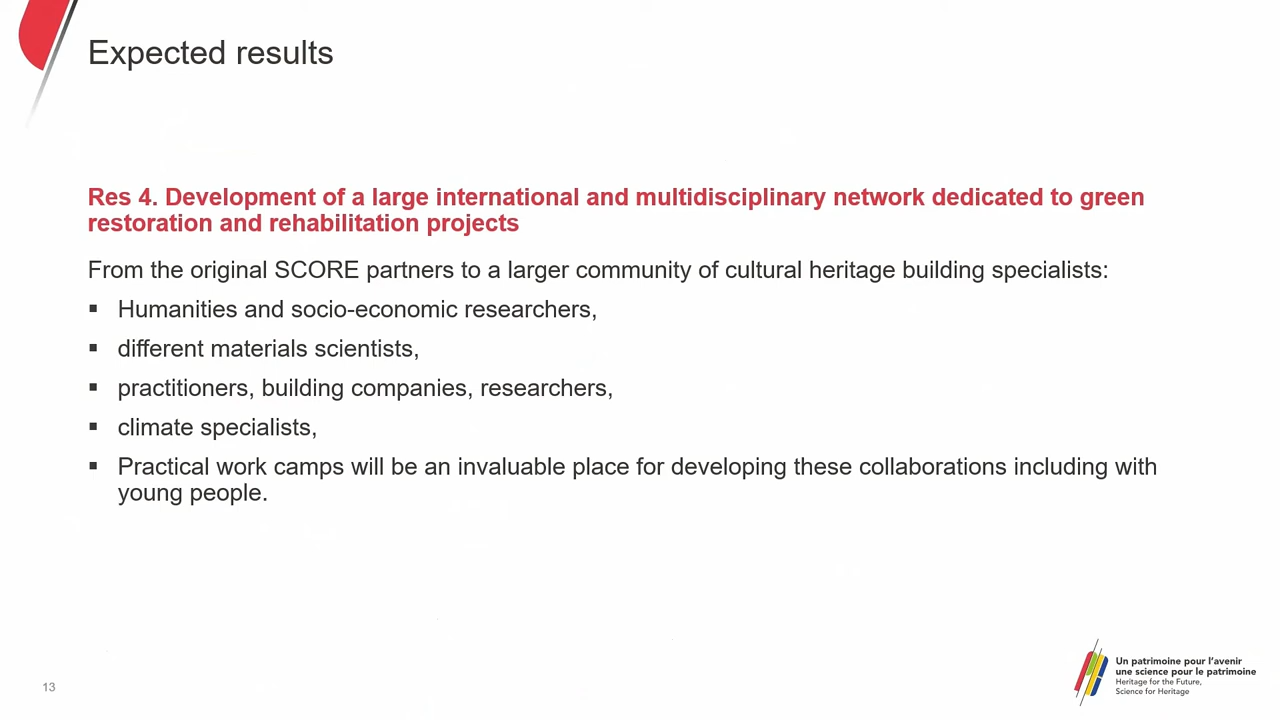 Expected results
Res 4. Development of a large international and multidisciplinary network dedicated to green
restoration and rehabilitation projects
From the original SCORE partners to a larger community of cultural heritage building specialists:
▪ Humanities and socio-economic researchers,
▪ different materials scientists,
▪ practitioners, building companies, researchers,
▪ climate specialists,
▪ Practical work camps will be an invaluable place for developing these collaborations including with
young people.
13
Un patrimoine pour l'avenir
une science pour le patrimoine
Heritage for the Future,
Science for Heritage